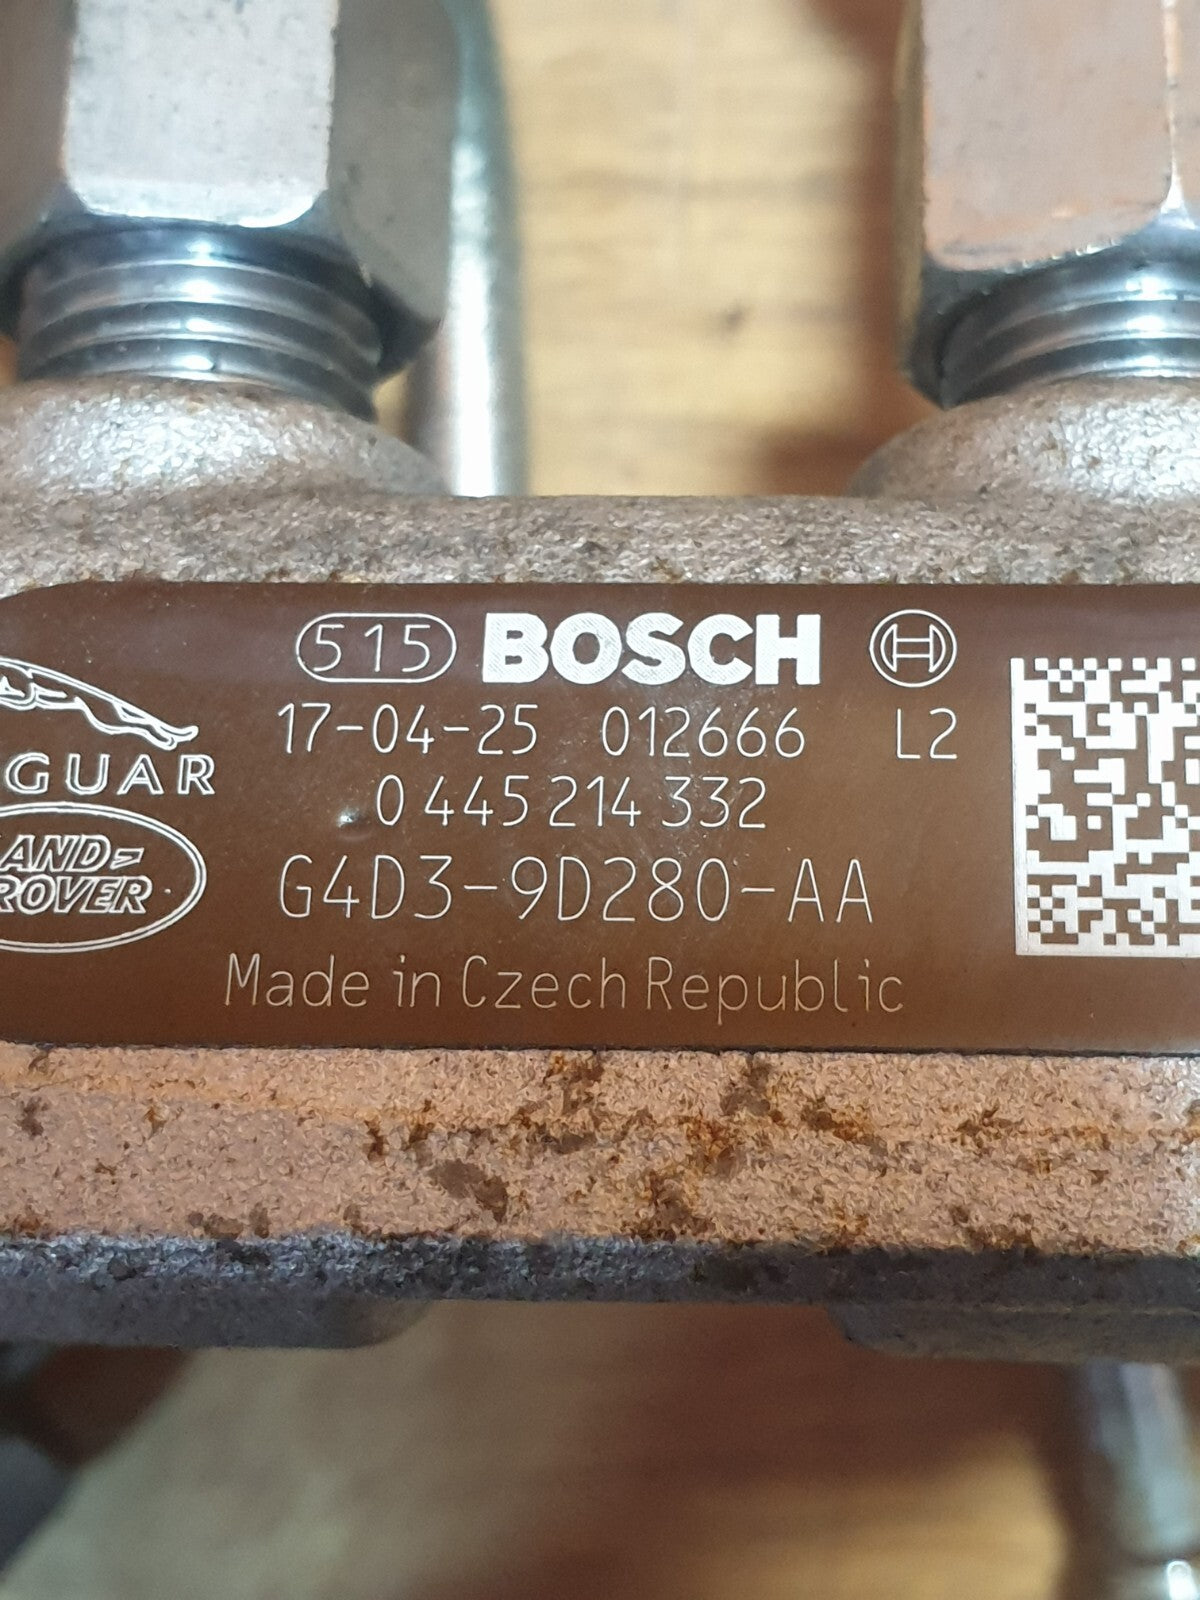 515 BOSCH
17-04-25 012666 L2
0 445 214 332
G4D3-9D280-AA
Made in Czech Republic
GUAR
AND-
ROVER